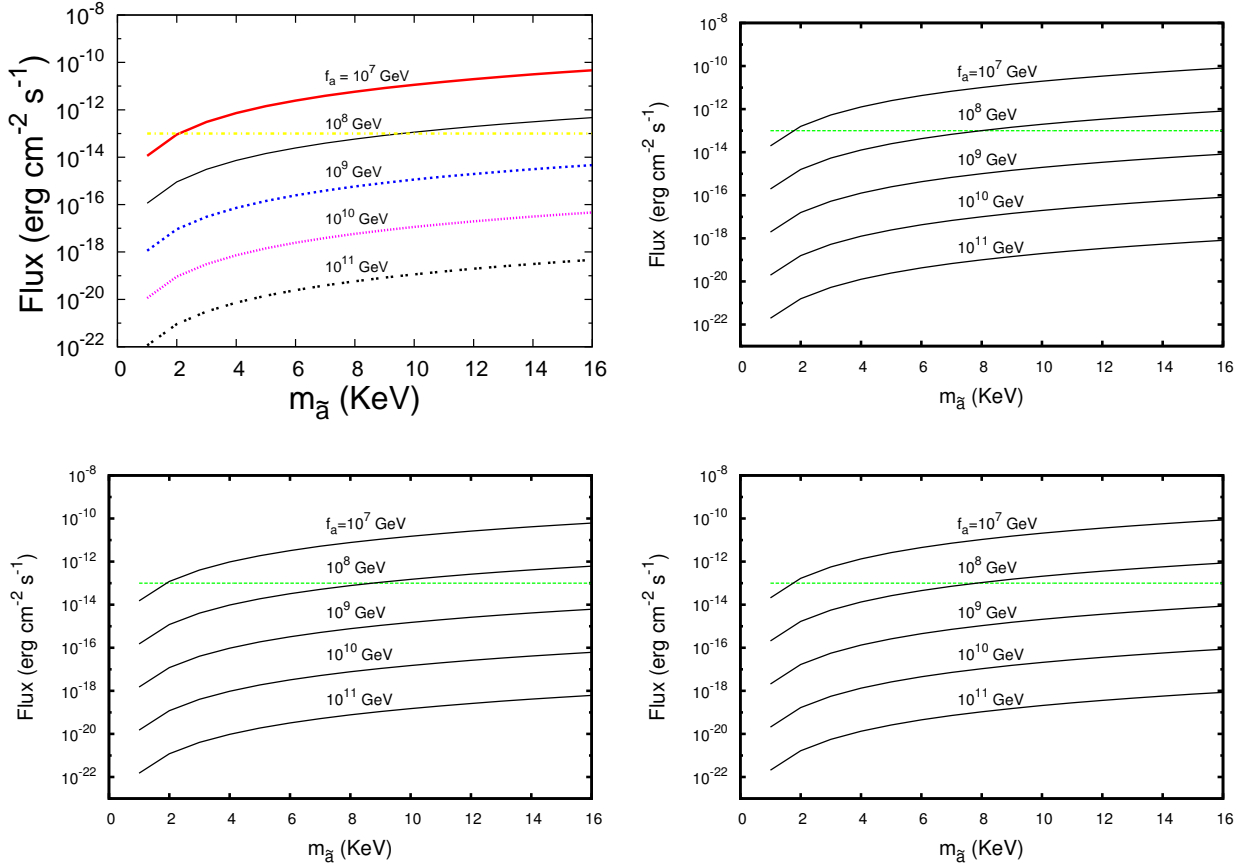 10^-8
10^-10
10^-12
10^-14
10^-16
10^-18
10^-20
10^-22
Flux (erg cm^-2 s^-1)
f_a = 10^7 GeV
10^8 GeV
10^9 GeV
10^10 GeV
10^11 GeV
0 2 4 6 8 10 12 14 16
m_ã (KeV)
10^-8
10^-10
10^-12
10^-14
10^-16
10^-18
10^-20
10^-22
Flux (erg cm^-2 s^-1)
f_a=10^7 GeV
10^8 GeV
10^9 GeV
10^10 GeV
10^11 GeV
0 2 4 6 8 10 12 14 16
m_ã (KeV)
10^-8
10^-10
10^-12
10^-14
10^-16
10^-18
10^-20
10^-22
Flux (erg cm^-2 s^-1)
f_a=10^7 GeV
10^8 GeV
10^9 GeV
10^10 GeV
10^11 GeV
0 2 4 6 8 10 12 14 16
m_ã (KeV)
10^-8
10^-10
10^-12
10^-14
10^-16
10^-18
10^-20
10^-22
Flux (erg cm^-2 s^-1)
f_a=10^7 GeV
10^8 GeV
10^9 GeV
10^10 GeV
10^11 GeV
0 2 4 6 8 10 12 14 16
m_ã (KeV)